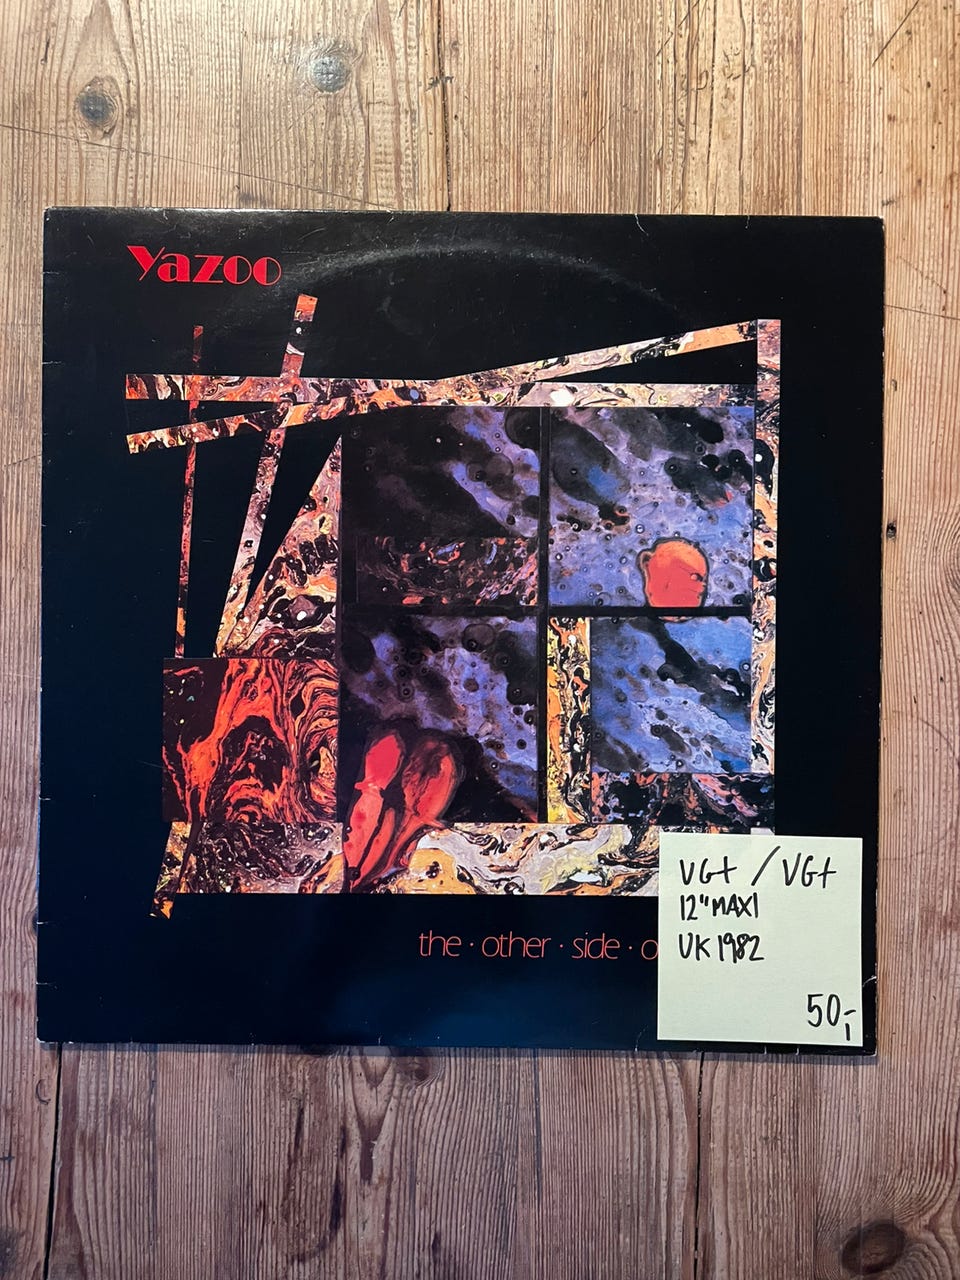 Yazoo
the · other · side · o
VG+ / VG+
12" MAXI
UK 1982
50,-